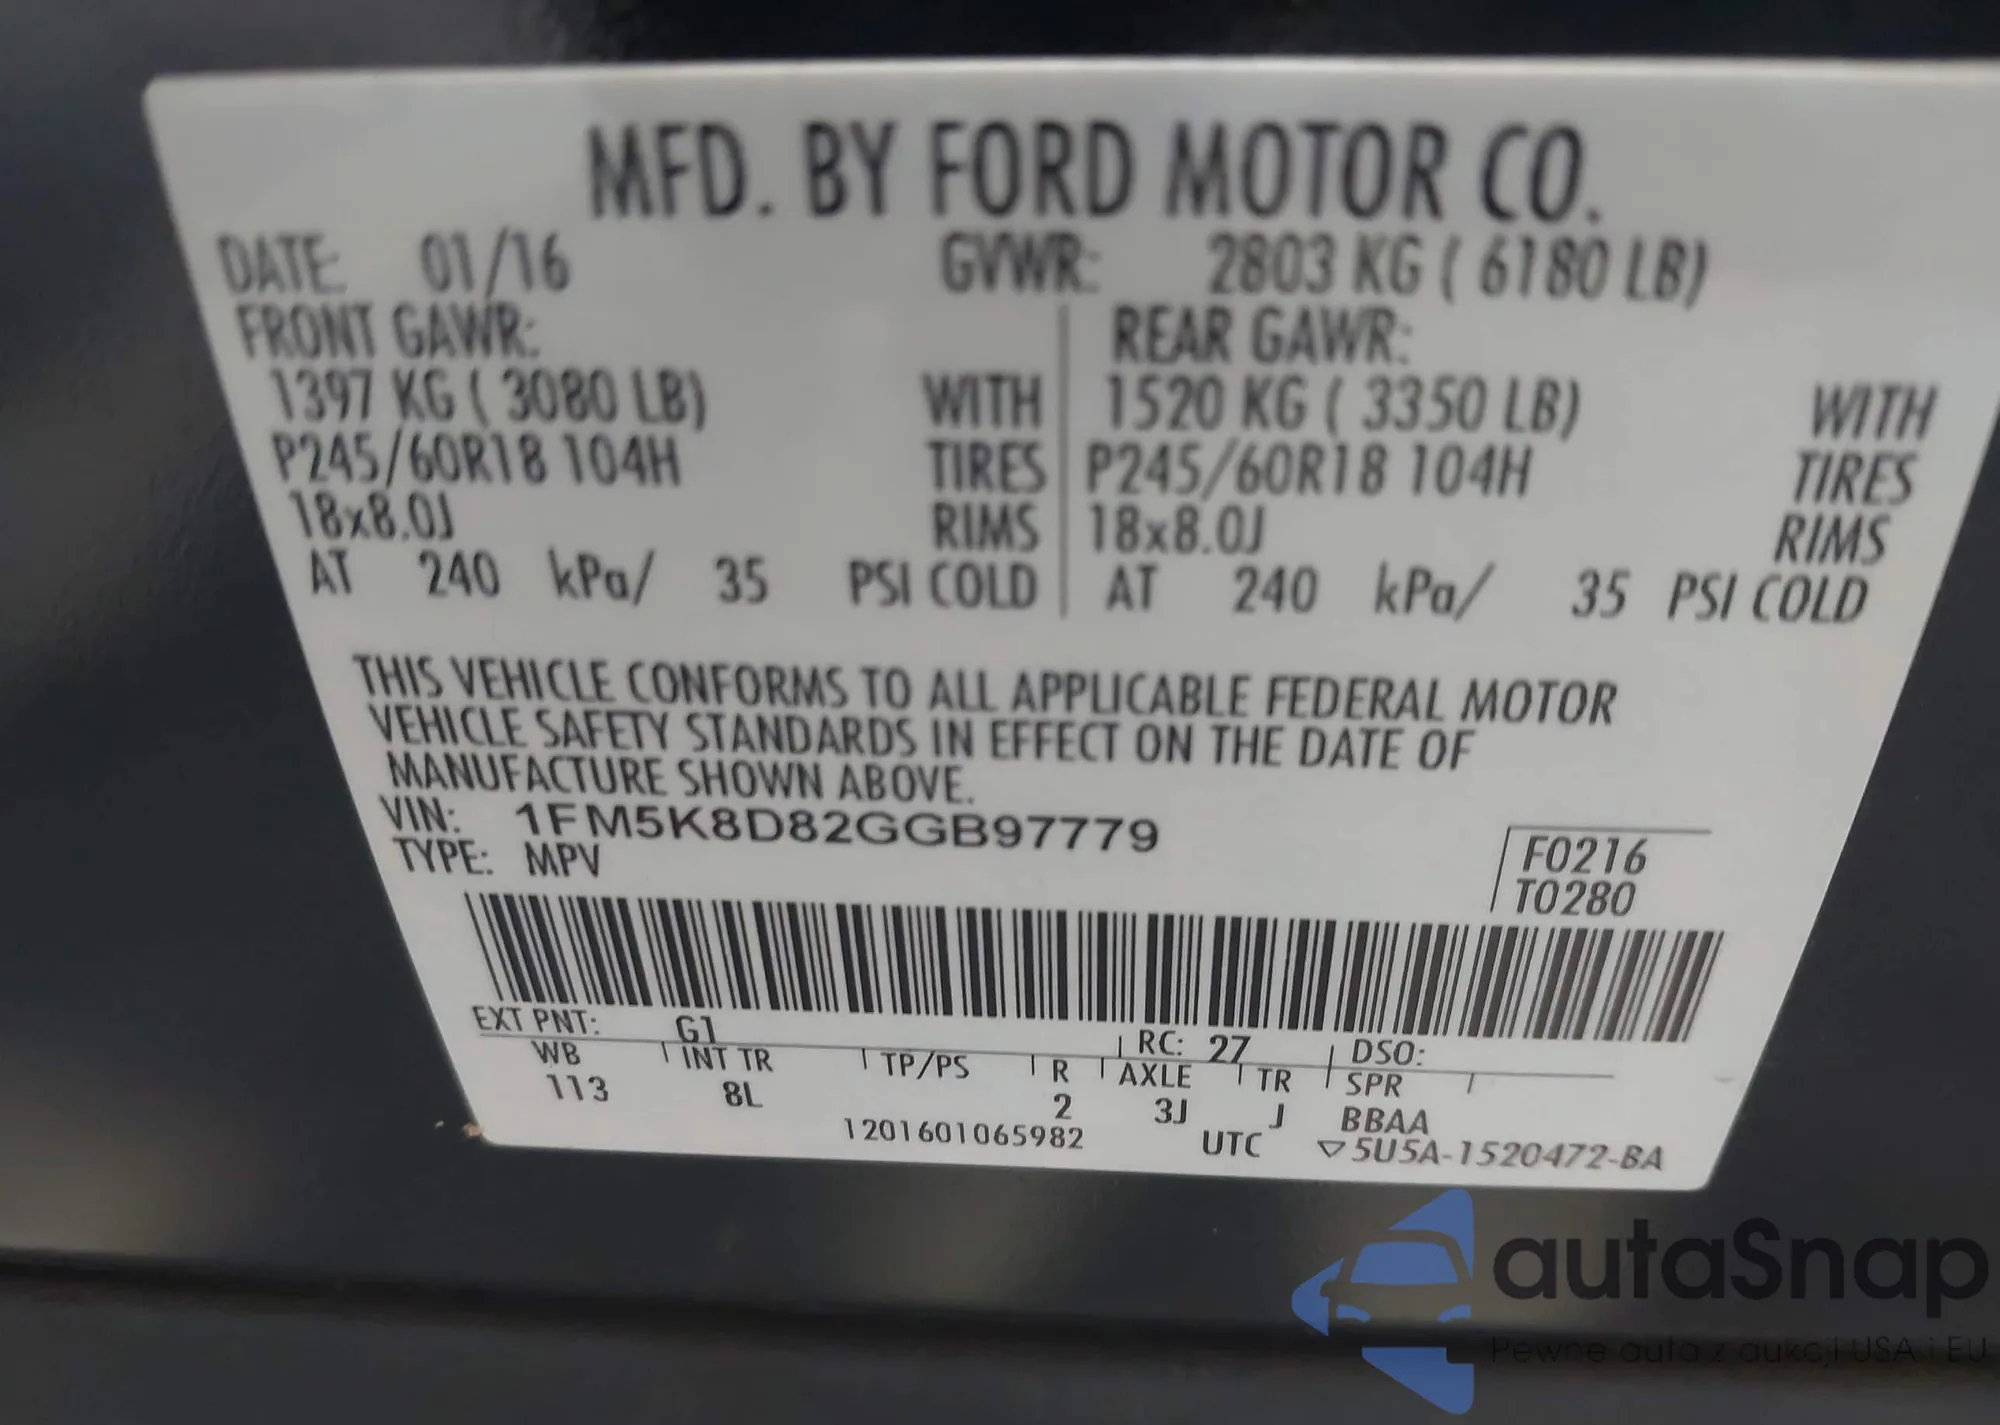 MFD. BY FORD MOTOR CO.
DATE: 01/16 GVWR: 2803 KG ( 6180 LB)
FRONT GAWR: REAR GAWR:
1397 KG ( 3080 LB) WITH 1520 KG ( 3350 LB) WITH
P245/60R18 104H TIRES P245/60R18 104H TIRES
18x8.0J RIMS 18x8.0J RIMS
AT 240 kPa/ 35 PSI COLD AT 240 kPa/ 35 PSI COLD
THIS VEHICLE CONFORMS TO ALL APPLICABLE FEDERAL MOTOR
VEHICLE SAFETY STANDARDS IN EFFECT ON THE DATE OF
MANUFACTURE SHOWN ABOVE.
VIN: 1FM5K8D82GGB97779
TYPE: MPV
F0216
T0280
EXT PNT: G1 RC: 27 DSO:
WB INT TR TP/PS R AXLE TR SPR
113 8L 2 3J J BBAA
1201601065982 UTC ▽5U5A-1520472-BA
autaSnap
Pewne auta z aukcji USA i EU